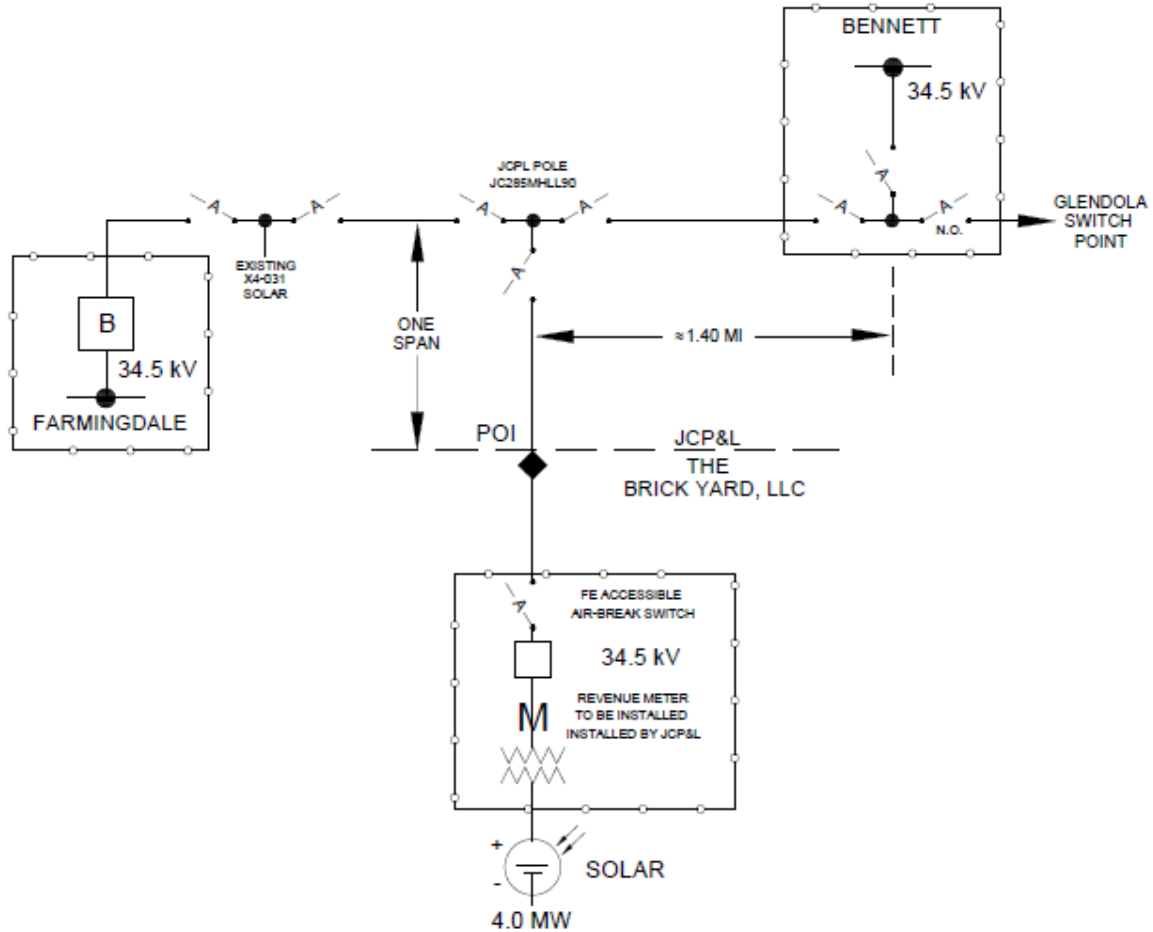 BENNETT
34.5 kV
JCPL POLE
JC285MHLL90
A
A
A
A
A
A
A
N.O.
GLENDOLA
SWITCH
POINT
EXISTING
X4-031
SOLAR
A
B
34.5 kV
FARMINGDALE
ONE
SPAN
≈1.40 MI
POI
JCP&L
THE
BRICK YARD, LLC
A
FE ACCESSIBLE
AIR-BREAK SWITCH
34.5 kV
REVENUE METER
TO BE INSTALLED
INSTALLED BY JCP&L
M
+
-
SOLAR
4.0 MW